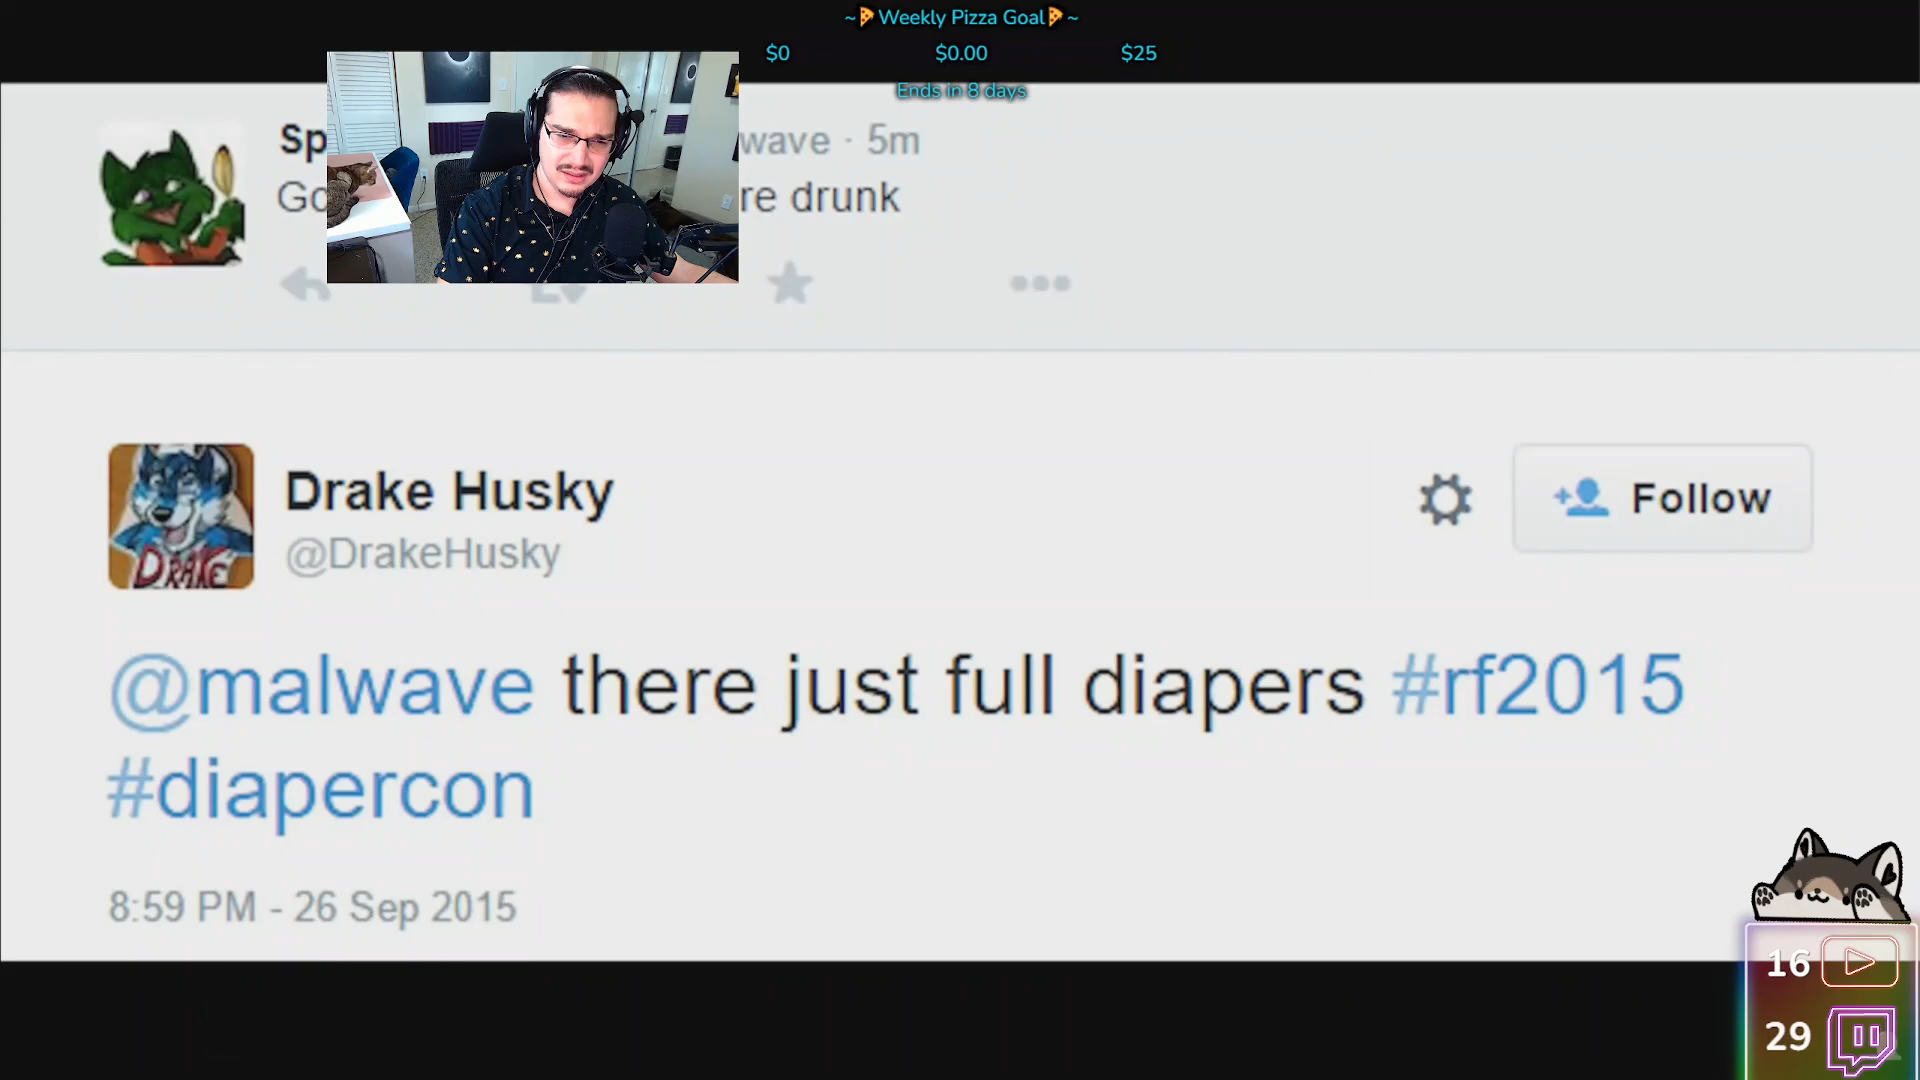 ~🍕Weekly Pizza Goal🍕~
$0 $0.00 $25
Ends in 8 days
Sp wave · 5m
Go re drunk
Drake Husky
@DrakeHusky
Follow
DRAKE
@malwave there just full diapers #rf2015
#diapercon
8:59 PM - 26 Sep 2015
16
29